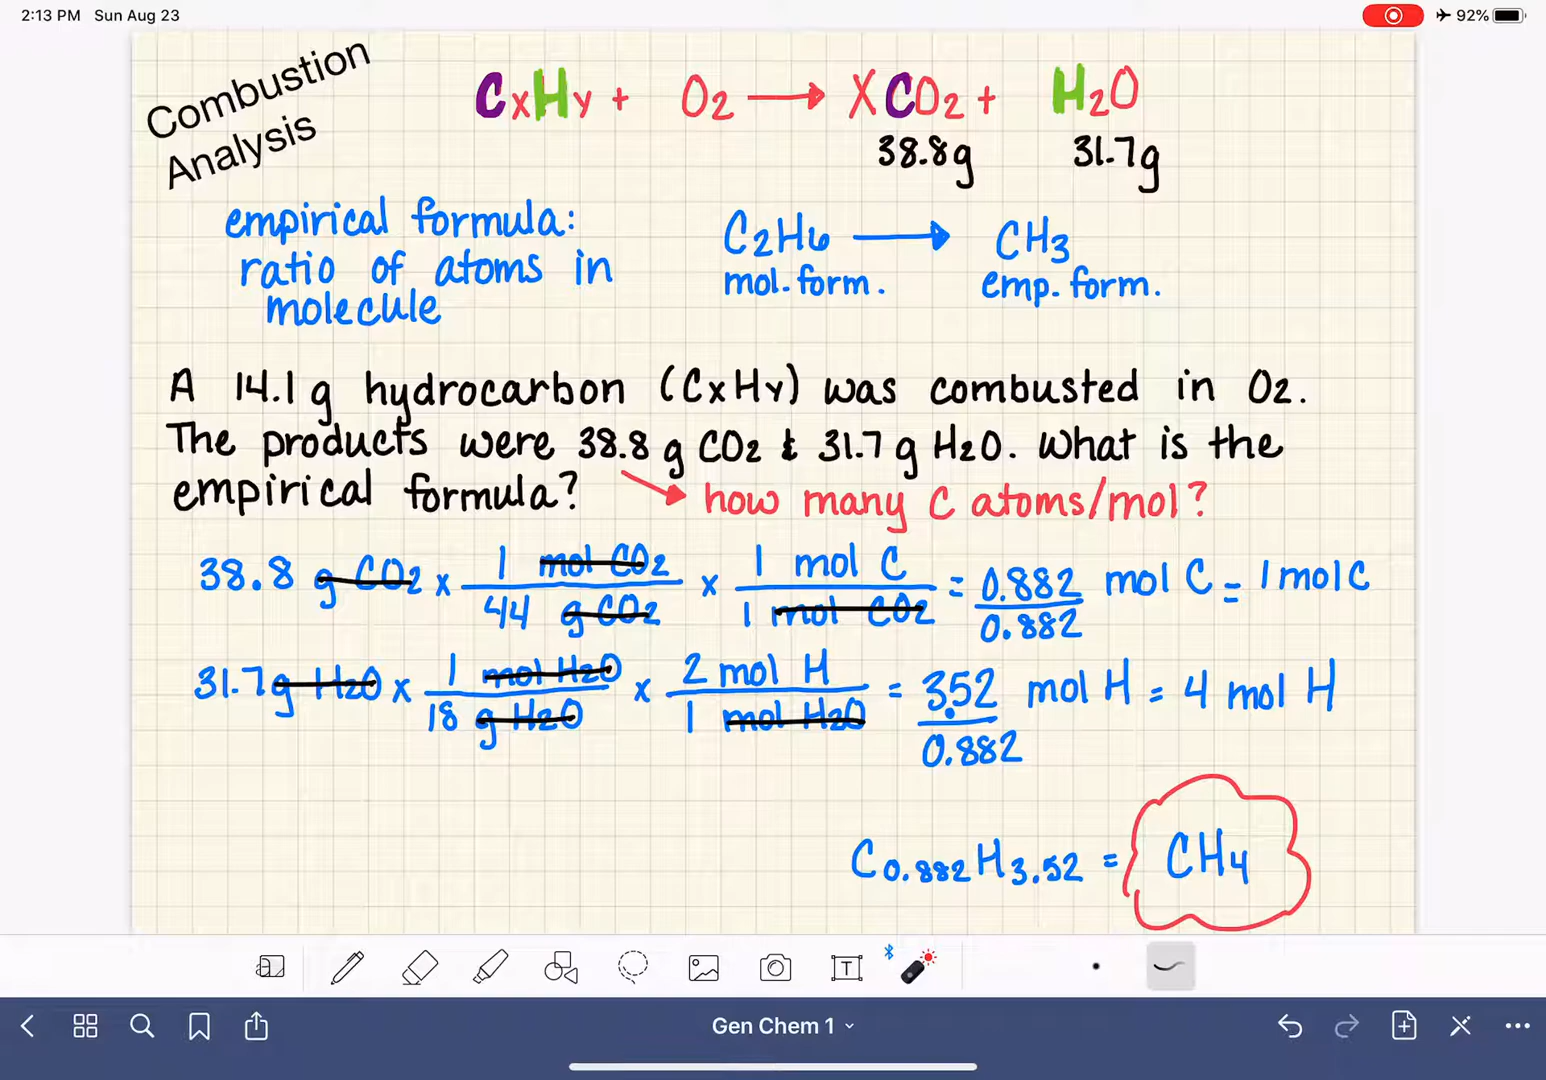 2:13 PM Sun Aug 23
92%
Combustion
Analysis
CxHy + O2 → XCO2 + H2O
38.8g 31.7g
empirical formula:
ratio of atoms in
molecule
C2H6 → CH3
mol. form. emp. form.
A 14.1 g hydrocarbon (CxHy) was combusted in O2.
The products were 38.8 g CO2 & 31.7 g H2O. What is the
empirical formula?
how many C atoms/mol?
38.8 g CO2 x 1 mol CO2 / 44 g CO2 x 1 mol C / 1 mol CO2 = 0.882 / 0.882 mol C = 1 mol C
31.7 g H2O x 1 mol H2O / 18 g H2O x 2 mol H / 1 mol H2O = 3.52 / 0.882 mol H = 4 mol H
C0.882H3.52 = CH4
T
Gen Chem 1